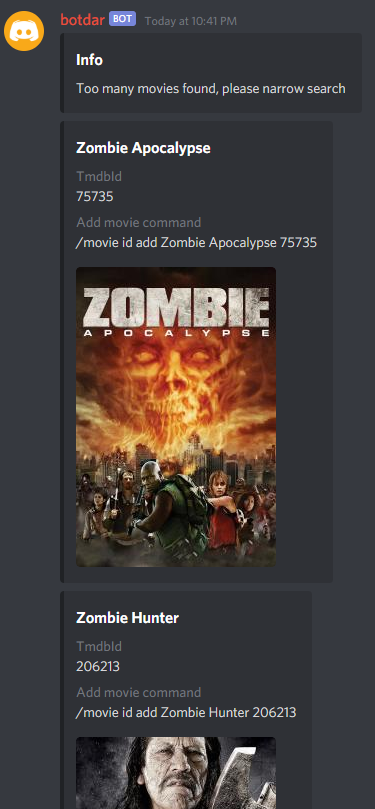 botdar BOT Today at 10:41 PM
Info
Too many movies found, please narrow search
Zombie Apocalypse
TmdbId
75735
Add movie command
/movie id add Zombie Apocalypse 75735
ZOMBIE
APOCALYPSE
Zombie Hunter
TmdbId
206213
Add movie command
/movie id add Zombie Hunter 206213